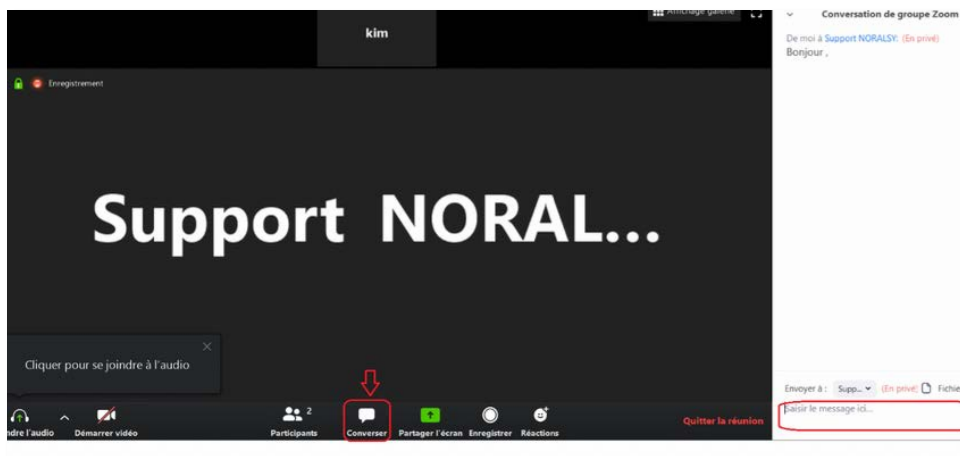 Affichage galerie
kim
Enregistrement
Support NORAL...
Cliquer pour se joindre à l'audio
ndre l'audio
Démarrer vidéo
Participants
2
Converser
Partager l'écran
Enregistrer
Réactions
Quitter la réunion
Conversation de groupe Zoom
De moi à Support NORALSY: (En privé)
Bonjour ,
Envoyer à : Supp... (En privé) Fichie
Saisir le message ici...